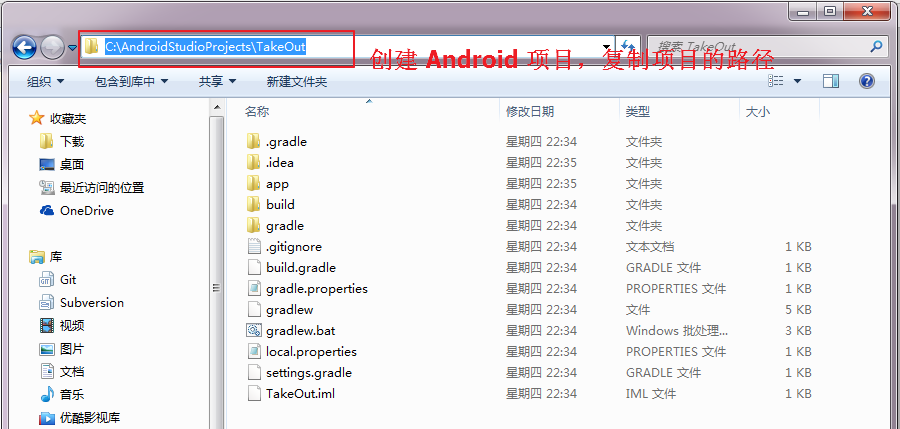 C:\AndroidStudioProjects\TakeOut
搜索 TakeOut
创建 Android 项目，复制项目的路径
组织 包含到库中 共享 新建文件夹
名称 修改日期 类型 大小
收藏夹
下载
桌面
最近访问的位置
OneDrive
库
Git
Subversion
视频
图片
文档
音乐
优酷影视库
.gradle 星期四 22:34 文件夹
.idea 星期四 22:35 文件夹
app 星期四 22:35 文件夹
build 星期四 22:34 文件夹
gradle 星期四 22:34 文件夹
.gitignore 星期四 22:34 文本文档 1 KB
build.gradle 星期四 22:34 GRADLE 文件 1 KB
gradle.properties 星期四 22:34 PROPERTIES 文件 1 KB
gradlew 星期四 22:34 文件 5 KB
gradlew.bat 星期四 22:34 Windows 批处理... 3 KB
local.properties 星期四 22:34 PROPERTIES 文件 1 KB
settings.gradle 星期四 22:34 GRADLE 文件 1 KB
TakeOut.iml 星期四 22:34 IML 文件 1 KB